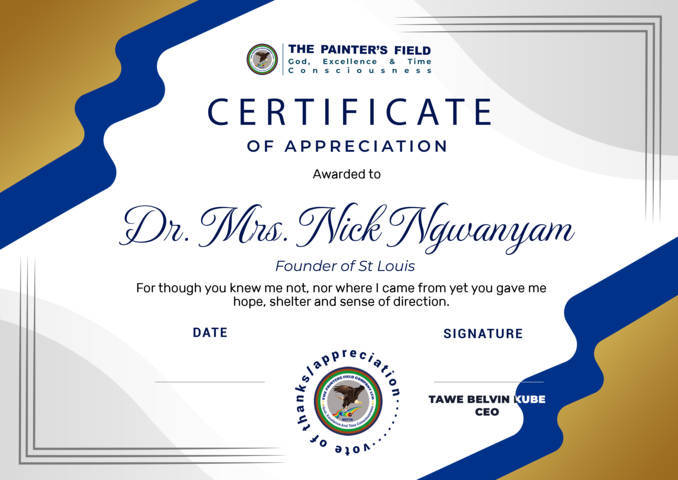 THE PAINTER'S FIELD
God, Excellence & Time
Consciousness
CERTIFICATE
OF APPRECIATION
Awarded to
Dr. Mrs. Nick Ngwanyam
Founder of St Louis
For though you knew me not, nor where I came from yet you gave me
hope, shelter and sense of direction.
DATE
SIGNATURE
vote of thanks/appreciation......
TAWE BELVIN KUBE
CEO